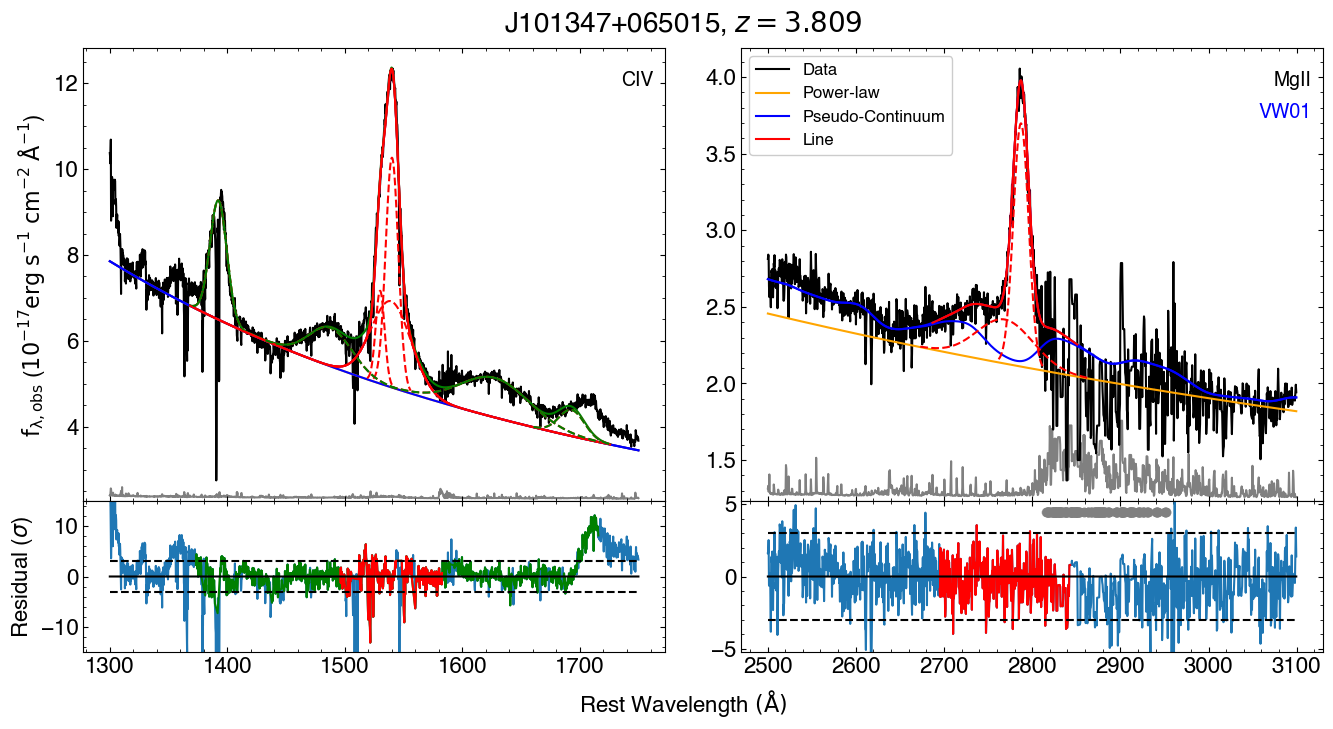 J101347+065015, z = 3.809
CIV
12
10
8
6
4
f_λ,obs (10⁻¹⁷erg s⁻¹ cm⁻² Å⁻¹)
10
0
−10
Residual (σ)
1300 1400 1500 1600 1700
Data
Power-law
Pseudo-Continuum
Line
MgII
VW01
4.0
3.5
3.0
2.5
2.0
1.5
5
0
−5
2500 2600 2700 2800 2900 3000 3100
Rest Wavelength (Å)